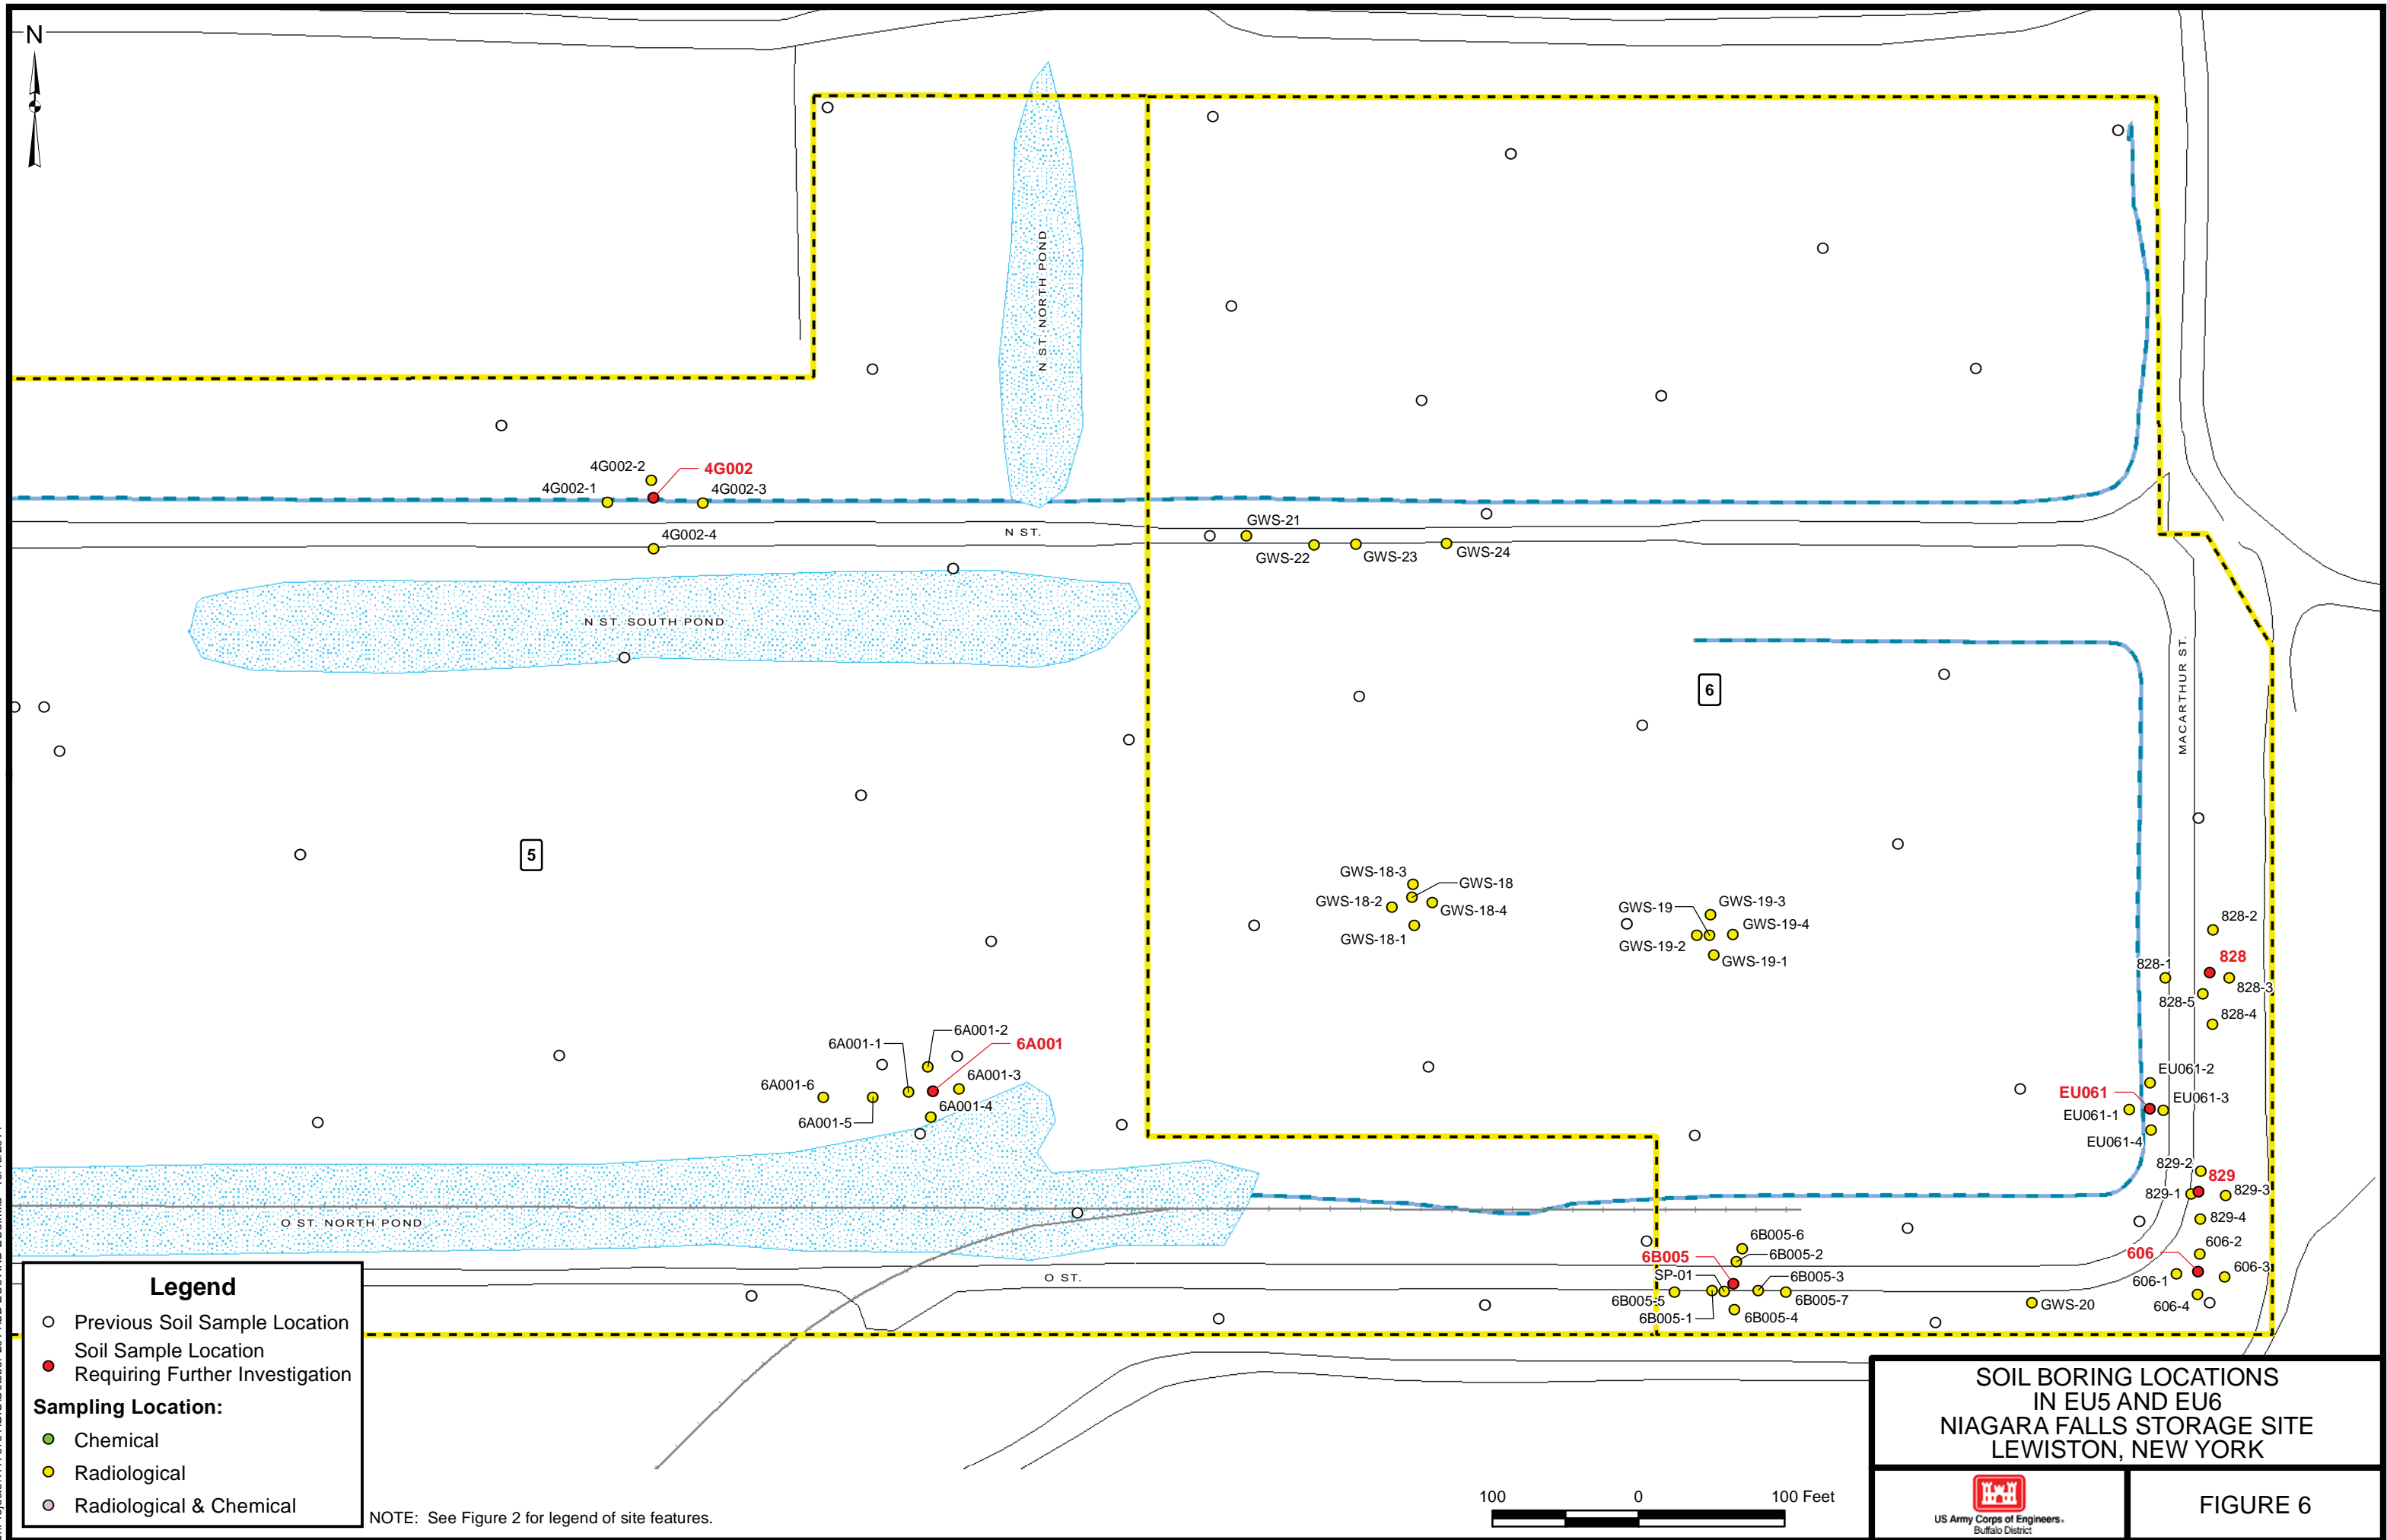 N
N ST. NORTH POND
4G002-2
4G002
4G002-1
4G002-3
4G002-4
N ST.
GWS-21
GWS-22
GWS-23
GWS-24
N ST. SOUTH POND
6
MACARTHUR ST.
5
GWS-18-3
GWS-18
GWS-18-2
GWS-18-4
GWS-18-1
GWS-19
GWS-19-3
GWS-19-4
GWS-19-2
GWS-19-1
828-2
828
828-1
828-3
828-5
828-4
6A001-2
6A001-1
6A001
6A001-3
6A001-6
6A001-4
6A001-5
EU061-2
EU061
EU061-3
EU061-1
EU061-4
829-2
829
829-1
829-3
829-4
O ST. NORTH POND
606-2
606
606-3
606-1
606-4
GWS-20
6B005-6
6B005
6B005-2
SP-01
6B005-3
6B005-5
6B005-7
6B005-1
6B005-4
O ST.
Legend
Previous Soil Sample Location
Soil Sample Location
Requiring Further Investigation
Sampling Location:
Chemical
Radiological
Radiological & Chemical
NOTE: See Figure 2 for legend of site features.
100 0 100 Feet
SOIL BORING LOCATIONS
IN EU5 AND EU6
NIAGARA FALLS STORAGE SITE
LEWISTON, NEW YORK
US Army Corps of Engineers®
Buffalo District
FIGURE 6